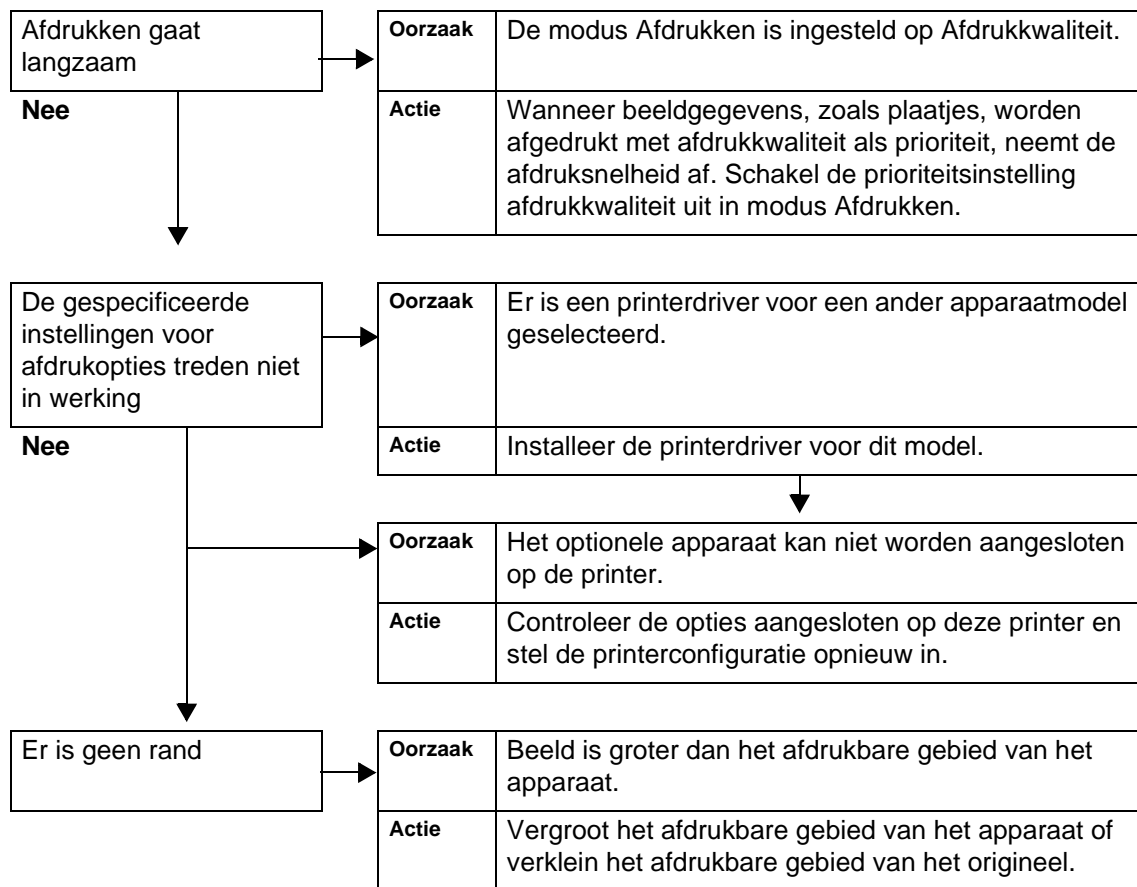 Afdrukken gaat
langzaam
Oorzaak
De modus Afdrukken is ingesteld op Afdrukkwaliteit.
Nee
Actie
Wanneer beeldgegevens, zoals plaatjes, worden
afgedrukt met afdrukkwaliteit als prioriteit, neemt de
afdruksnelheid af. Schakel de prioriteitsinstelling
afdrukkwaliteit uit in modus Afdrukken.
De gespecificeerde
instellingen voor
afdrukopties treden niet
in werking
Oorzaak
Er is een printerdriver voor een ander apparaatmodel
geselecteerd.
Nee
Actie
Installeer de printerdriver voor dit model.
Oorzaak
Het optionele apparaat kan niet worden aangesloten
op de printer.
Actie
Controleer de opties aangesloten op deze printer en
stel de printerconfiguratie opnieuw in.
Er is geen rand
Oorzaak
Beeld is groter dan het afdrukbare gebied van het
apparaat.
Actie
Vergroot het afdrukbare gebied van het apparaat of
verklein het afdrukbare gebied van het origineel.